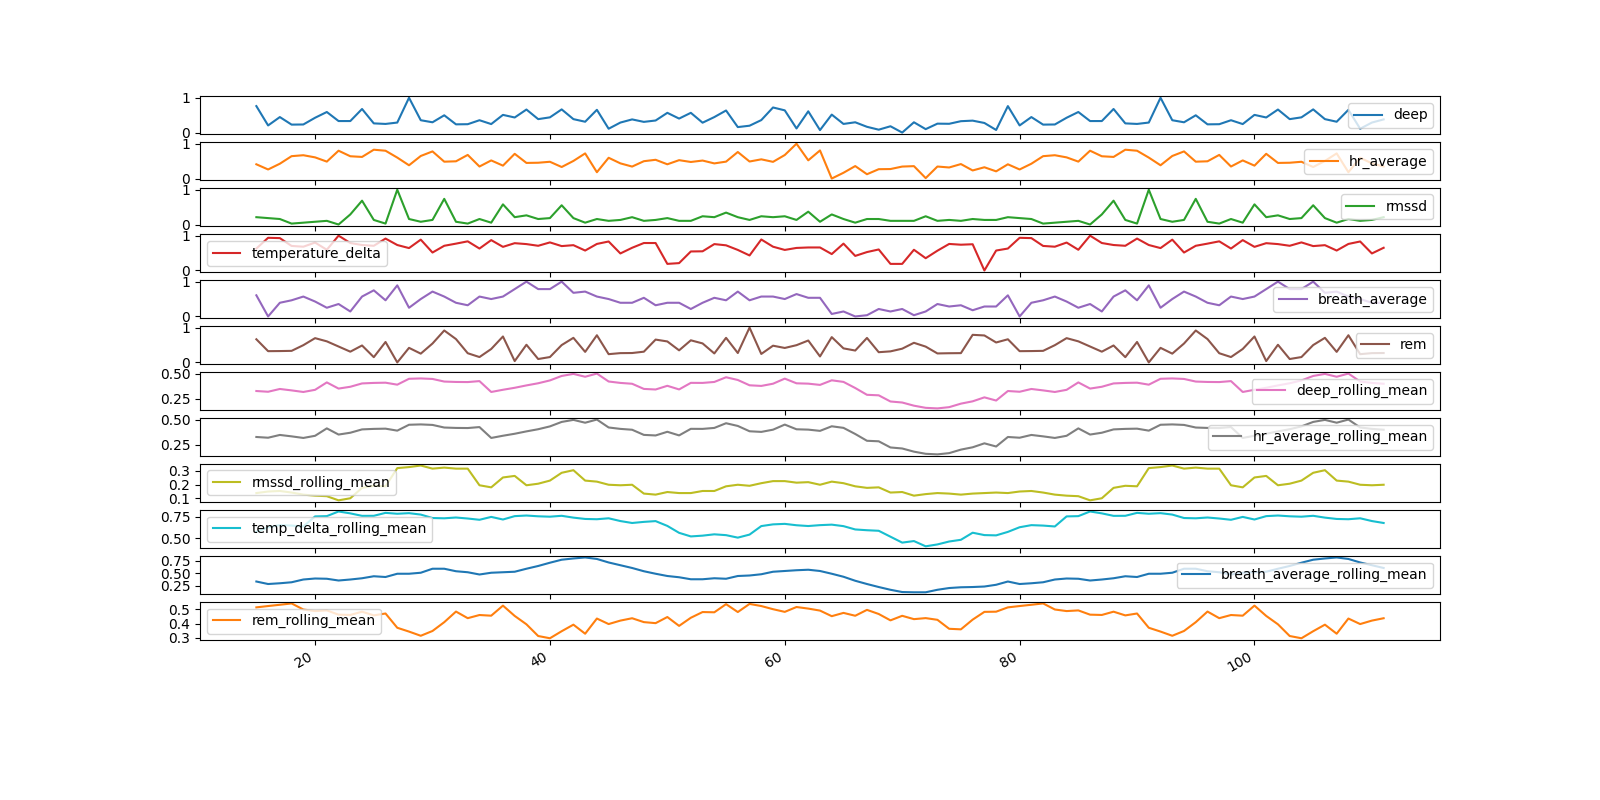 1
0
deep
1
0
hr_average
1
0
rmssd
1
0
temperature_delta
1
0
breath_average
1
0
rem
0.50
0.25
deep_rolling_mean
0.50
0.25
hr_average_rolling_mean
0.3
0.2
0.1
rmssd_rolling_mean
0.75
0.50
temp_delta_rolling_mean
0.75
0.50
0.25
breath_average_rolling_mean
0.5
0.4
0.3
rem_rolling_mean
20 40 60 80 100